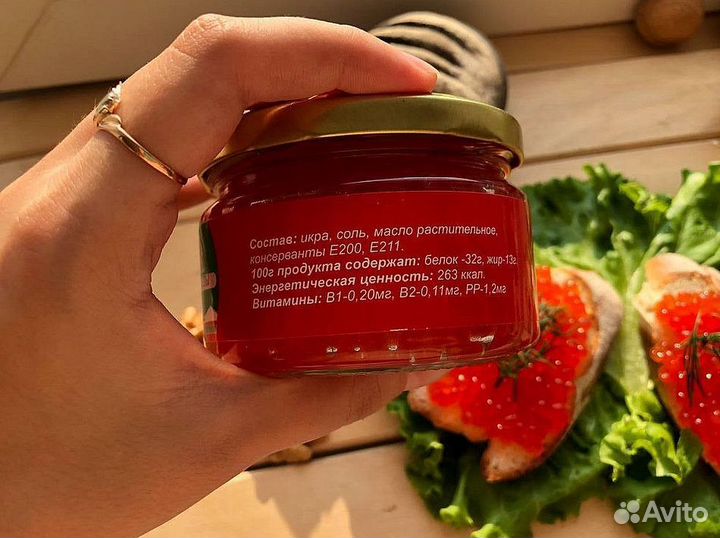 Состав: икра, соль, масло растительное,
консерванты Е200, Е211.
100г продукта содержат: белок -32г, жир-13г.
Энергетическая ценность: 263 ккал.
Витамины: В1-0,20мг, В2-0,11мг, РР-1,2мг
Avito